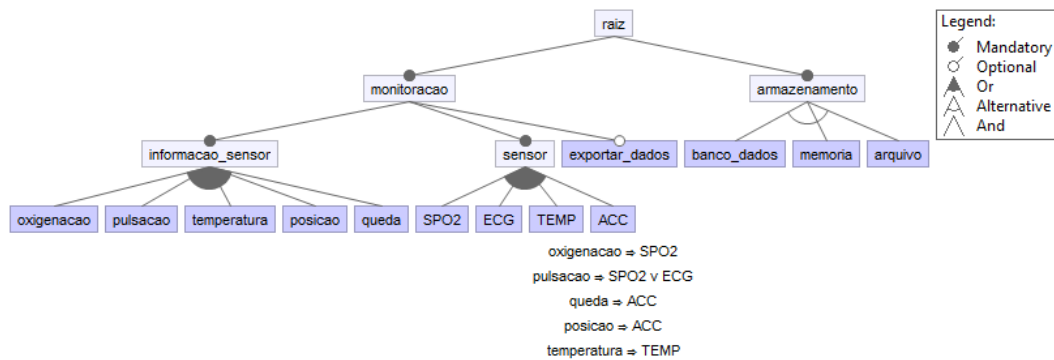 raiz
Legend:
Mandatory
Optional
Or
Alternative
And
monitoracao armazenamento
informacao_sensor sensor exportar_dados banco_dados memoria arquivo
oxigenacao pulsacao temperatura posicao queda SPO2 ECG TEMP ACC
oxigenacao ⇒ SPO2
pulsacao ⇒ SPO2 v ECG
queda ⇒ ACC
posicao ⇒ ACC
temperatura ⇒ TEMP